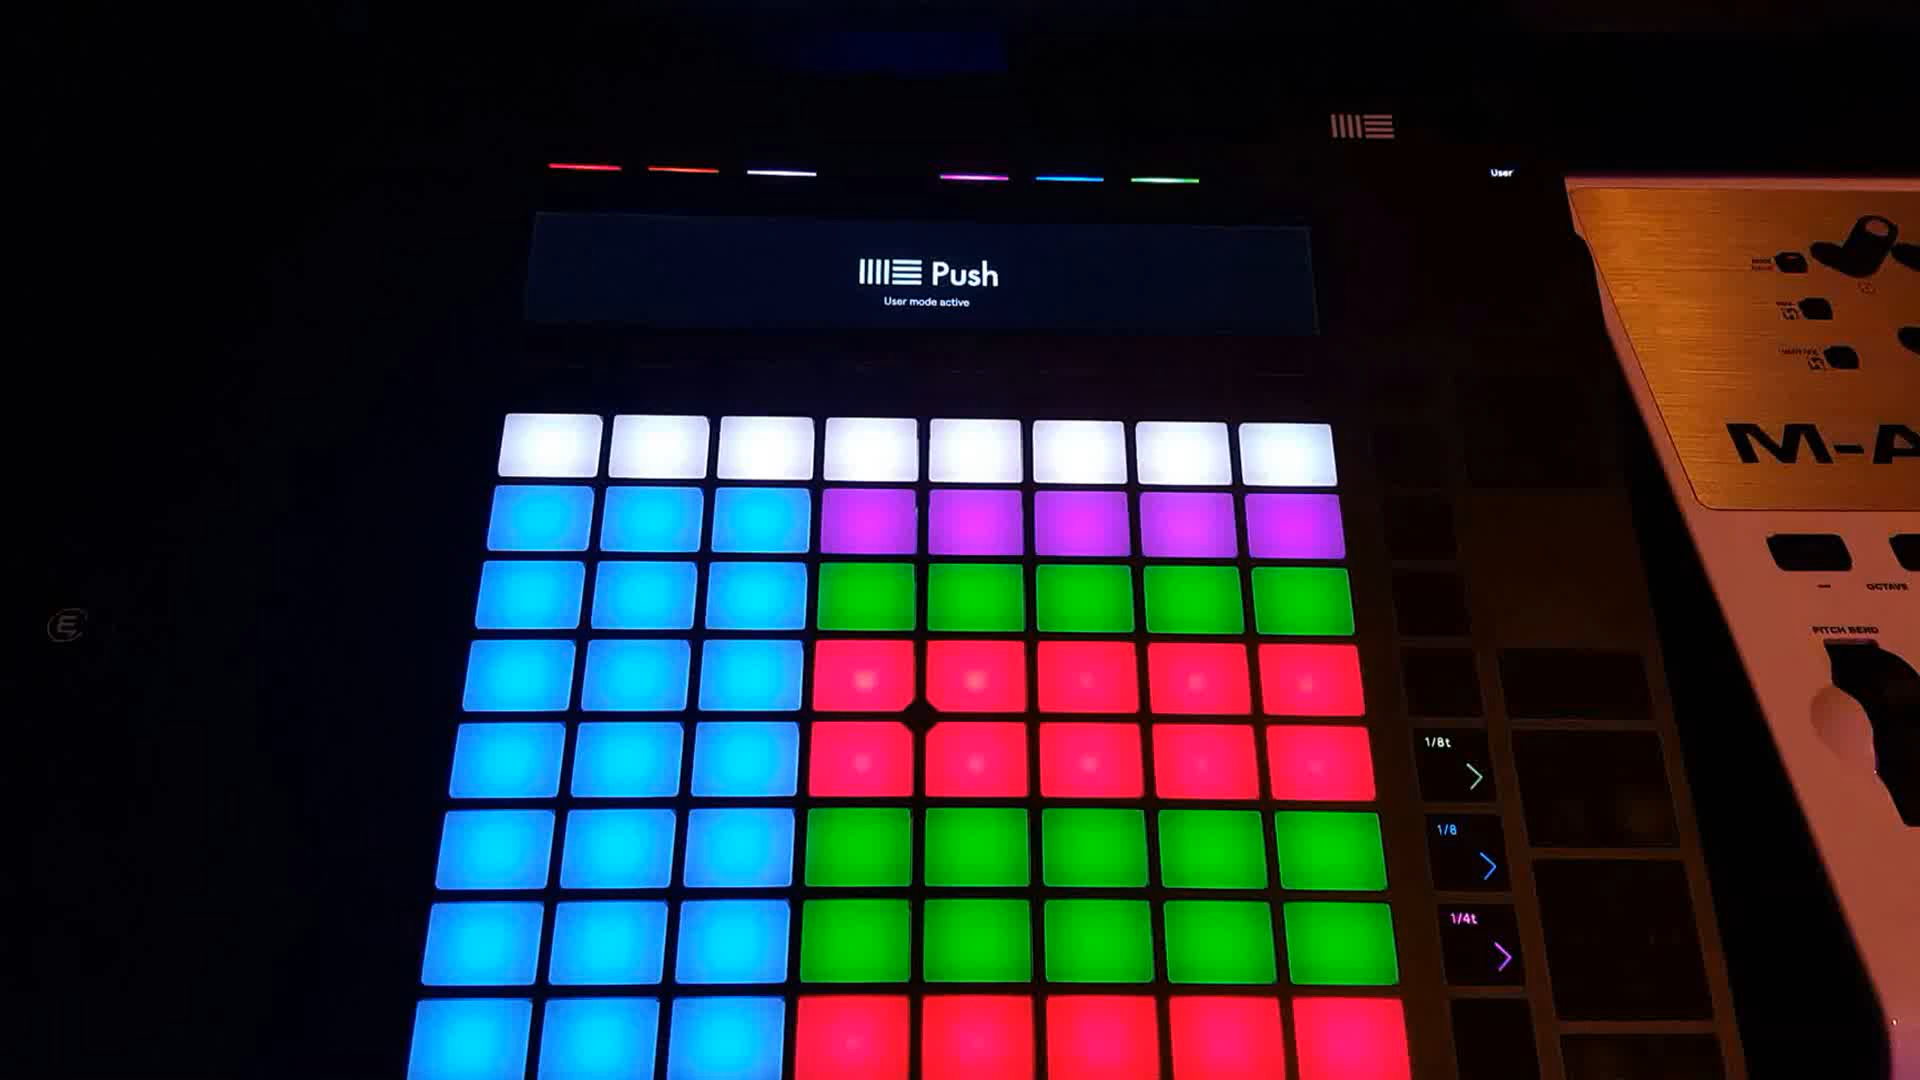 User
Push
User mode active
M-A
OCTAVE
PITCH BEND
1/8t
1/8
1/4t
E